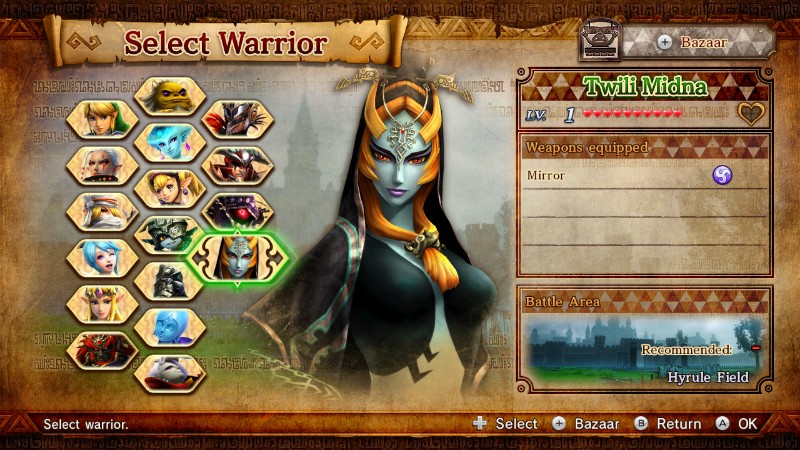 Select Warrior
Bazaar
Twili Midna
LV. 1
Weapons equipped
Mirror
Battle Area
Recommended: -
Hyrule Field
Select warrior.
Select
Bazaar
B Return
A OK